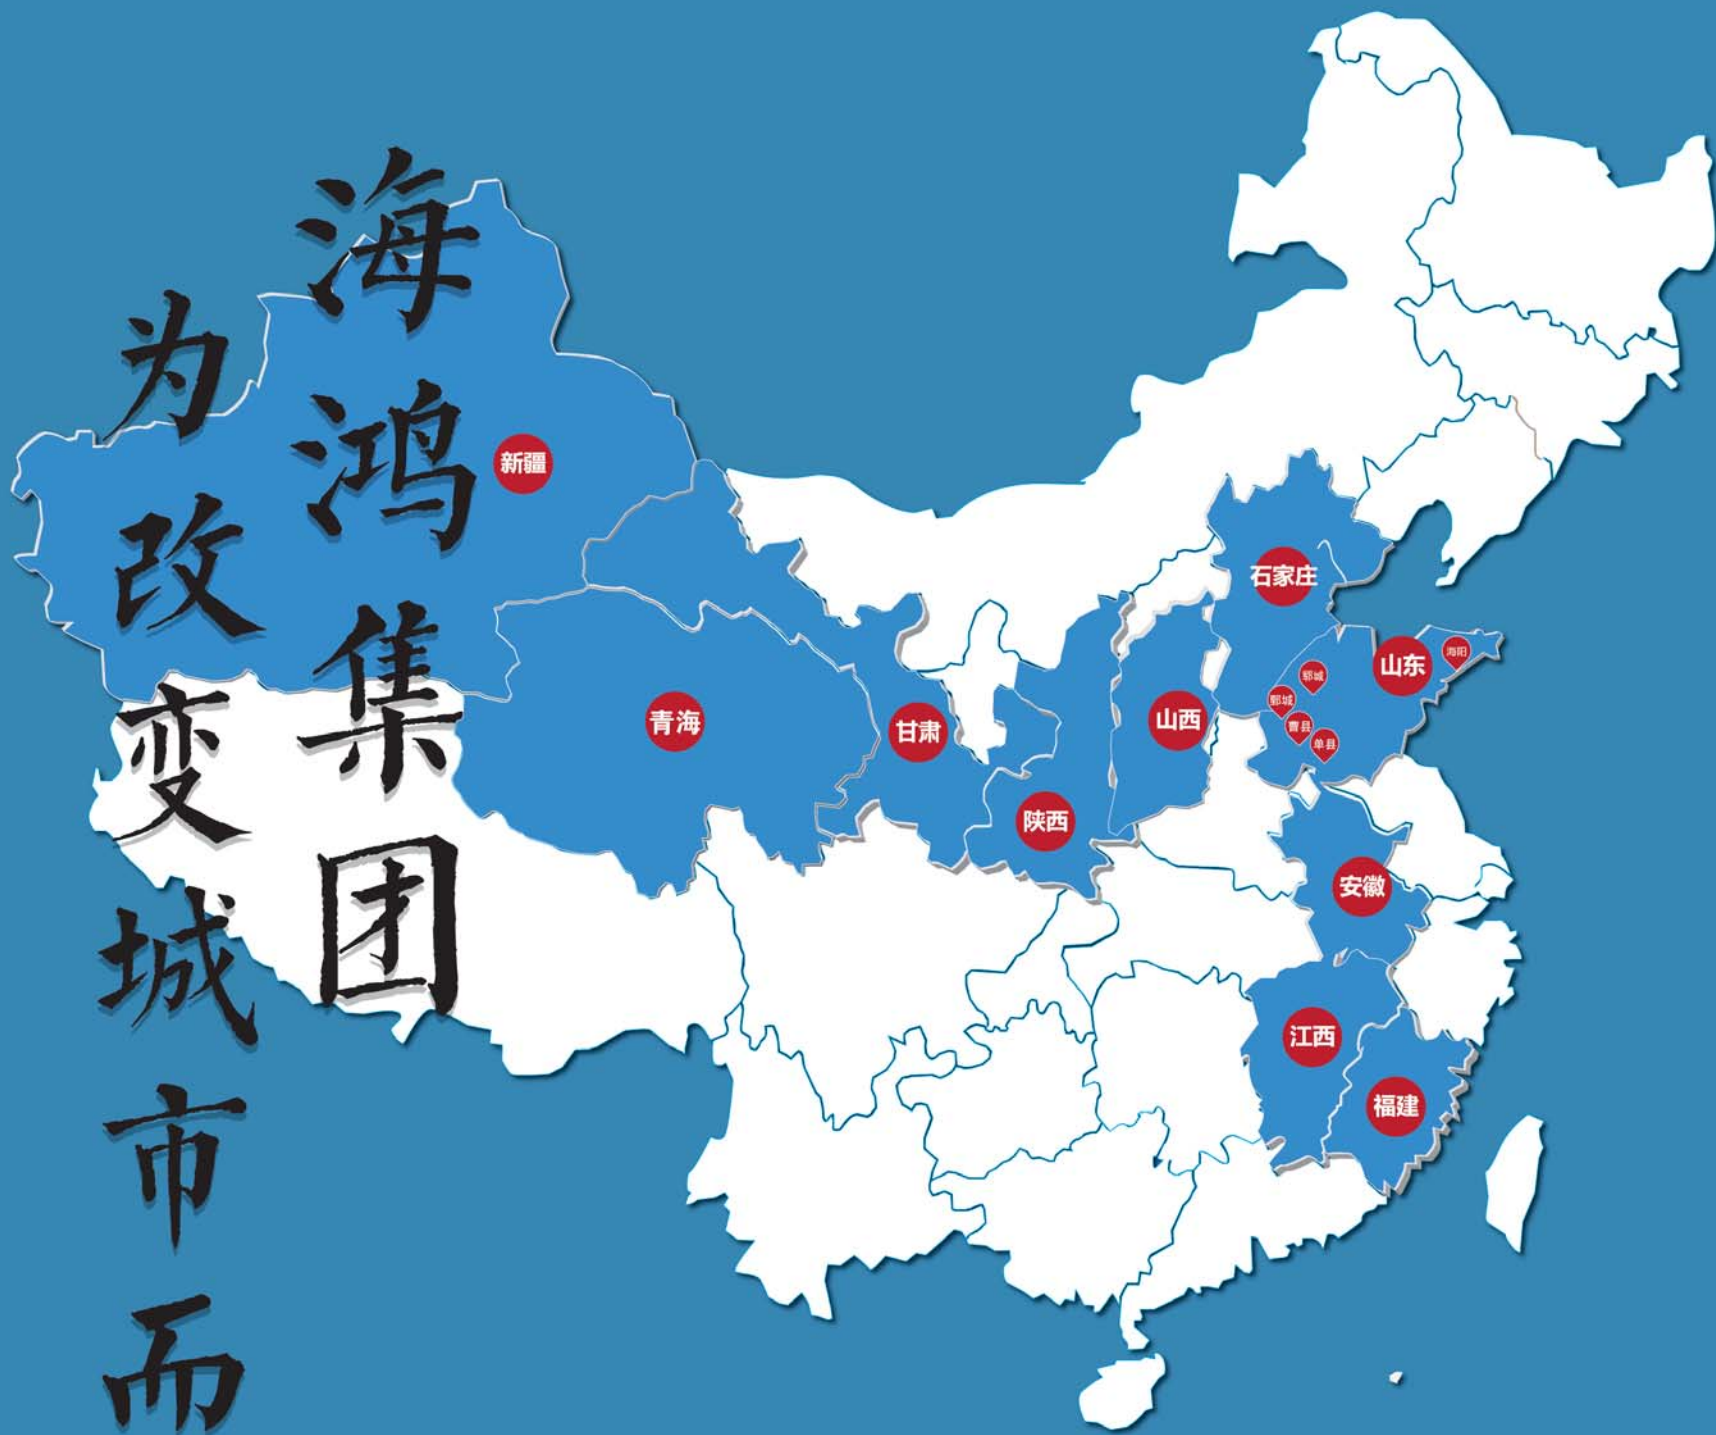 海鸿集团
为改变城市而
新疆
青海
甘肃
陕西
山西
石家庄
山东
海阳
郓城
鄄城
曹县
单县
安徽
江西
福建